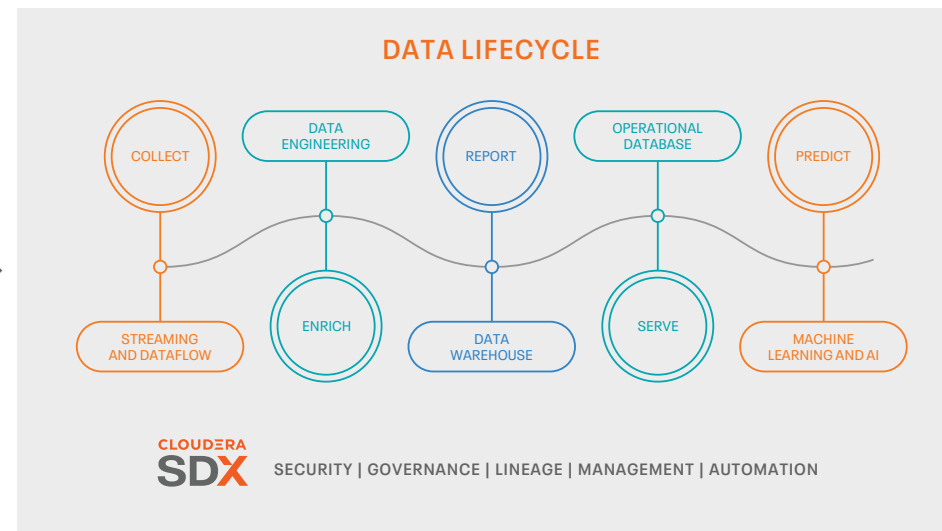 DATA LIFECYCLE
COLLECT
STREAMING
AND DATAFLOW
DATA
ENGINEERING
ENRICH
REPORT
DATA
WAREHOUSE
OPERATIONAL
DATABASE
SERVE
PREDICT
MACHINE
LEARNING AND AI
CLOUDERA
SDX
SECURITY | GOVERNANCE | LINEAGE | MANAGEMENT | AUTOMATION